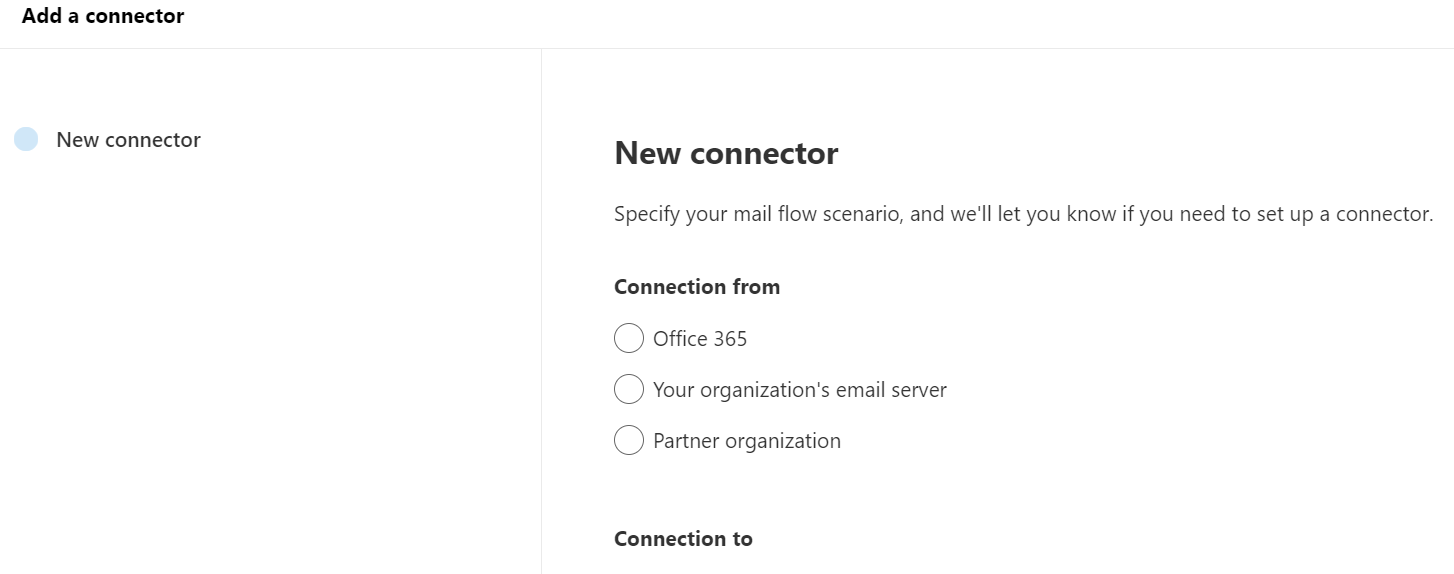 Add a connector
New connector
New connector
Specify your mail flow scenario, and we'll let you know if you need to set up a connector.
Connection from
Office 365
Your organization's email server
Partner organization
Connection to